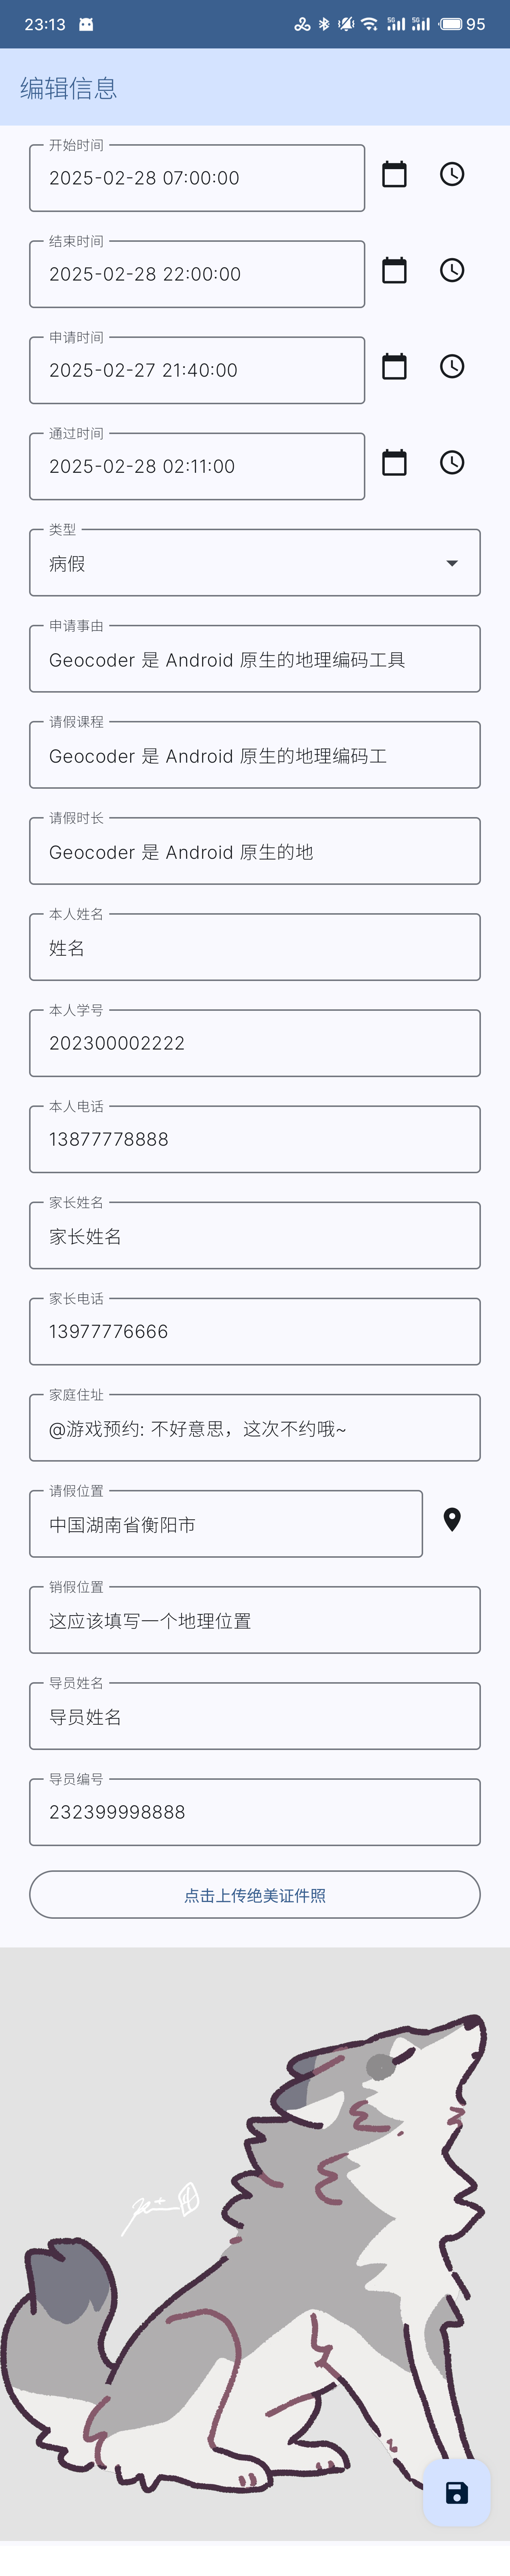 23:13
5G 5G 95
编辑信息
开始时间
2025-02-28 07:00:00
结束时间
2025-02-28 22:00:00
申请时间
2025-02-27 21:40:00
通过时间
2025-02-28 02:11:00
类型
病假
申请事由
Geocoder 是 Android 原生的地理编码工具
请假课程
Geocoder 是 Android 原生的地理编码工
请假时长
Geocoder 是 Android 原生的地
本人姓名
姓名
本人学号
202300002222
本人电话
13877778888
家长姓名
家长姓名
家长电话
13977776666
家庭住址
@游戏预约: 不好意思，这次不约哦~
请假位置
中国湖南省衡阳市
销假位置
这应该填写一个地理位置
导员姓名
导员姓名
导员编号
232399998888
点击上传绝美证件照